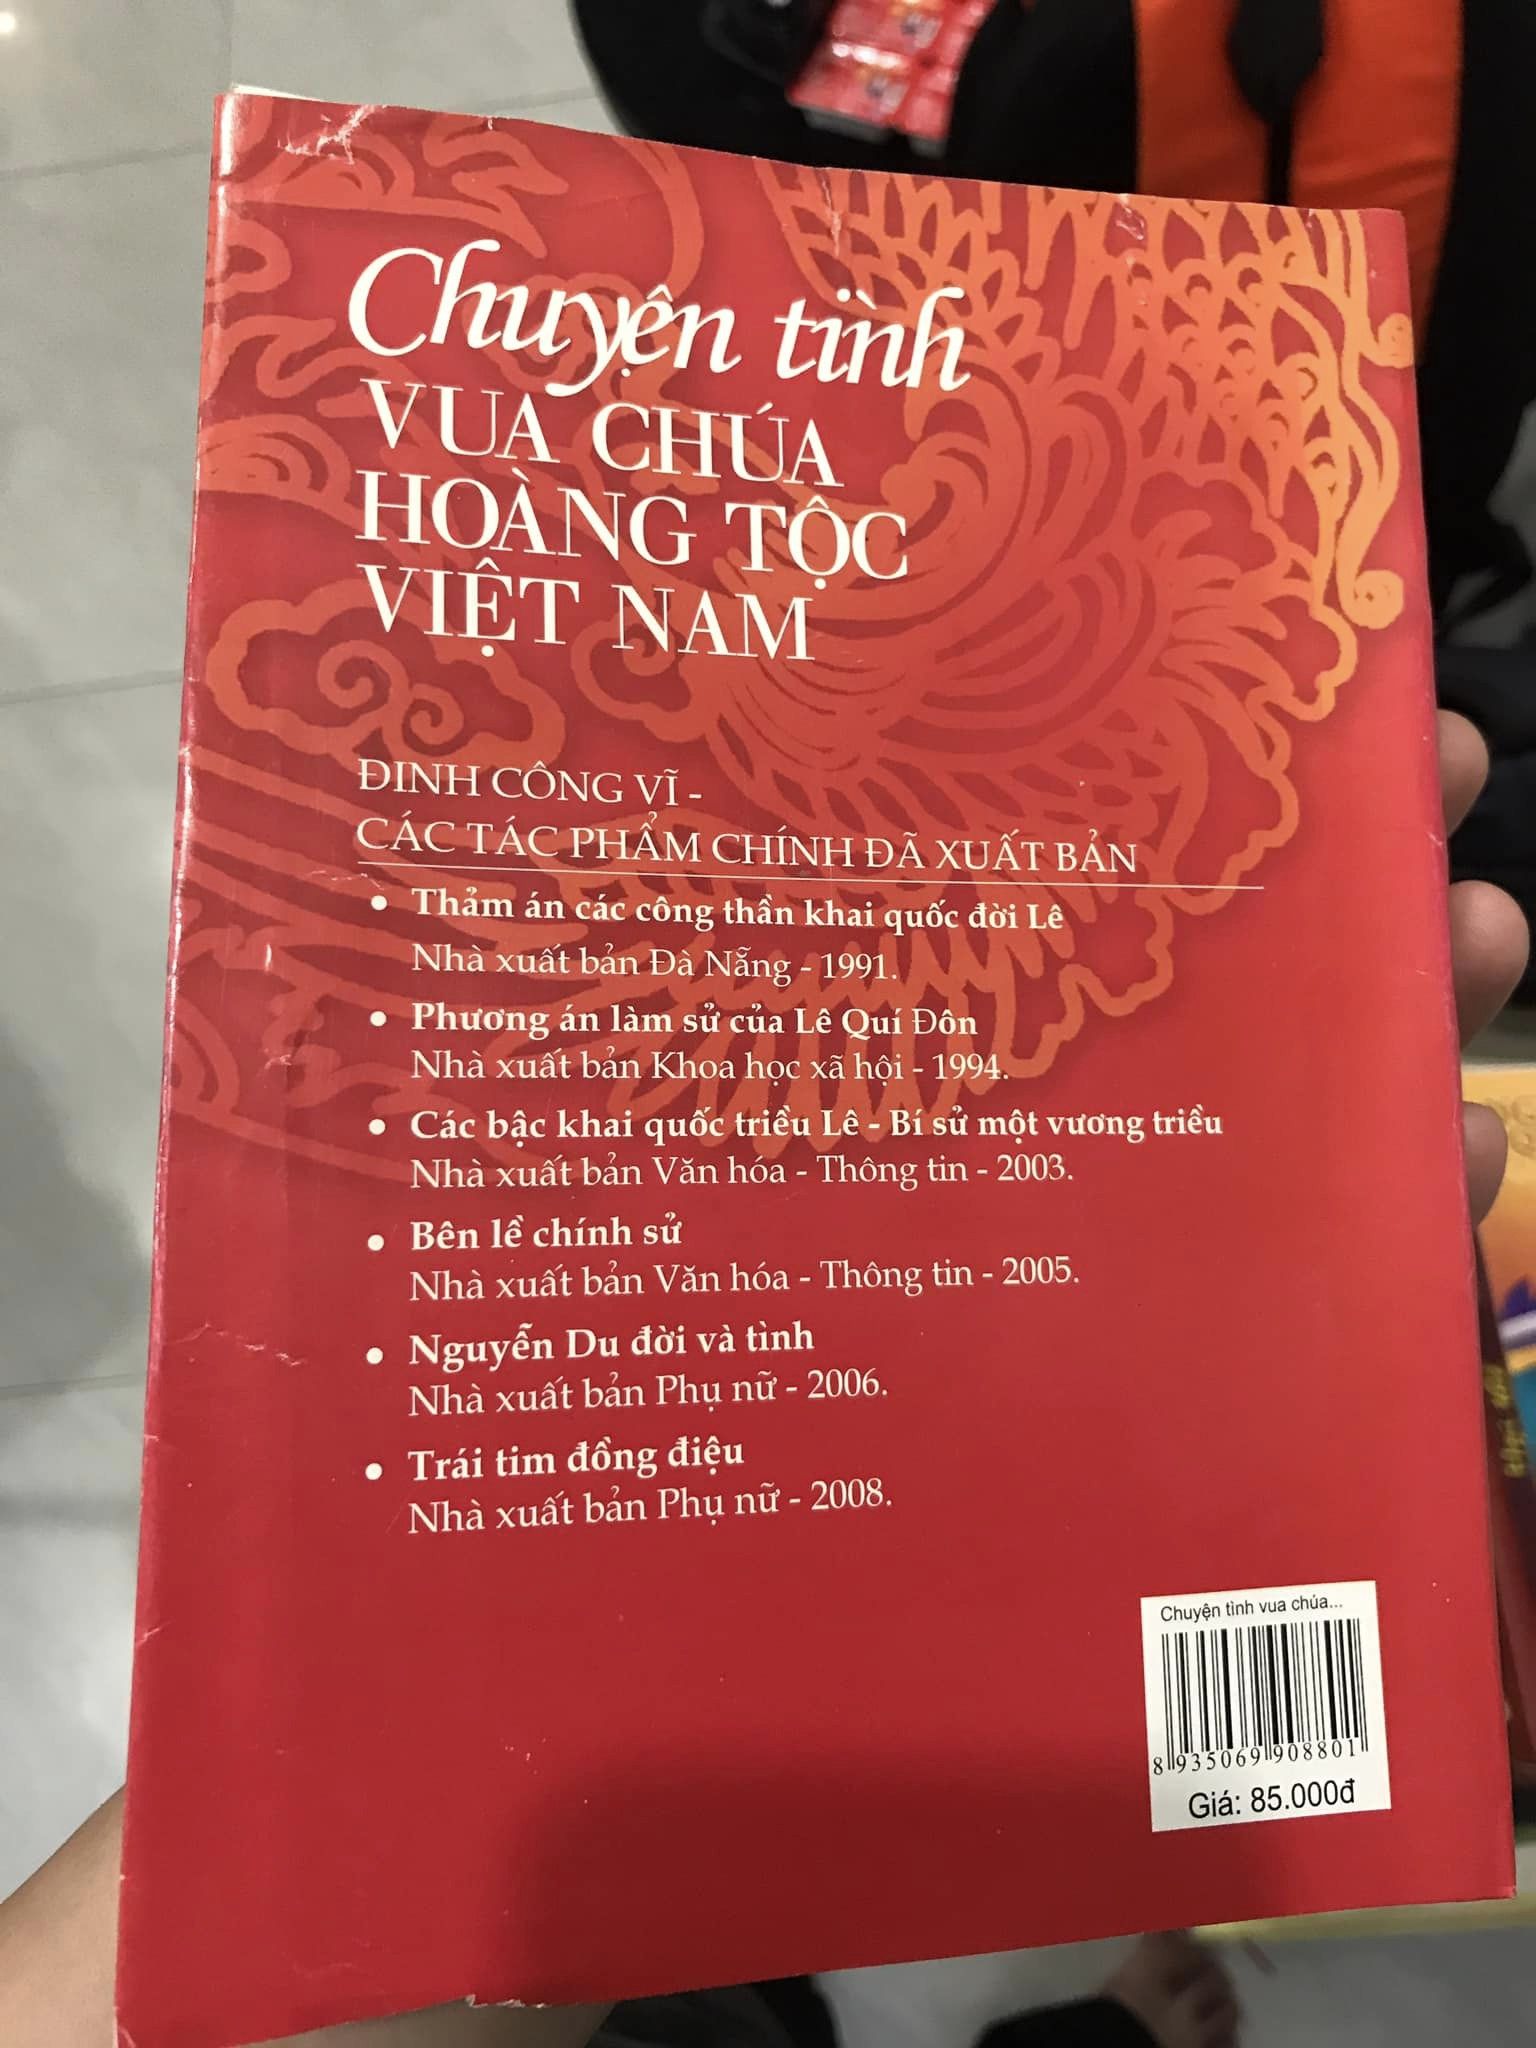 Chuyện tình
VUA CHÚA
HOÀNG TỘC
VIỆT NAM
ĐINH CÔNG VĨ -
CÁC TÁC PHẨM CHÍNH ĐÃ XUẤT BẢN
• Thảm án các công thần khai quốc đời Lê
Nhà xuất bản Đà Nẵng - 1991.
• Phương án làm sử của Lê Quí Đôn
Nhà xuất bản Khoa học xã hội - 1994.
• Các bậc khai quốc triều Lê - Bí sử một vương triều
Nhà xuất bản Văn hóa - Thông tin - 2003.
• Bên lề chính sử
Nhà xuất bản Văn hóa - Thông tin - 2005.
• Nguyễn Du đời và tình
Nhà xuất bản Phụ nữ - 2006.
• Trái tim đồng điệu
Nhà xuất bản Phụ nữ - 2008.
Chuyện tình vua chúa...
8 935069 908801
Giá: 85.000đ